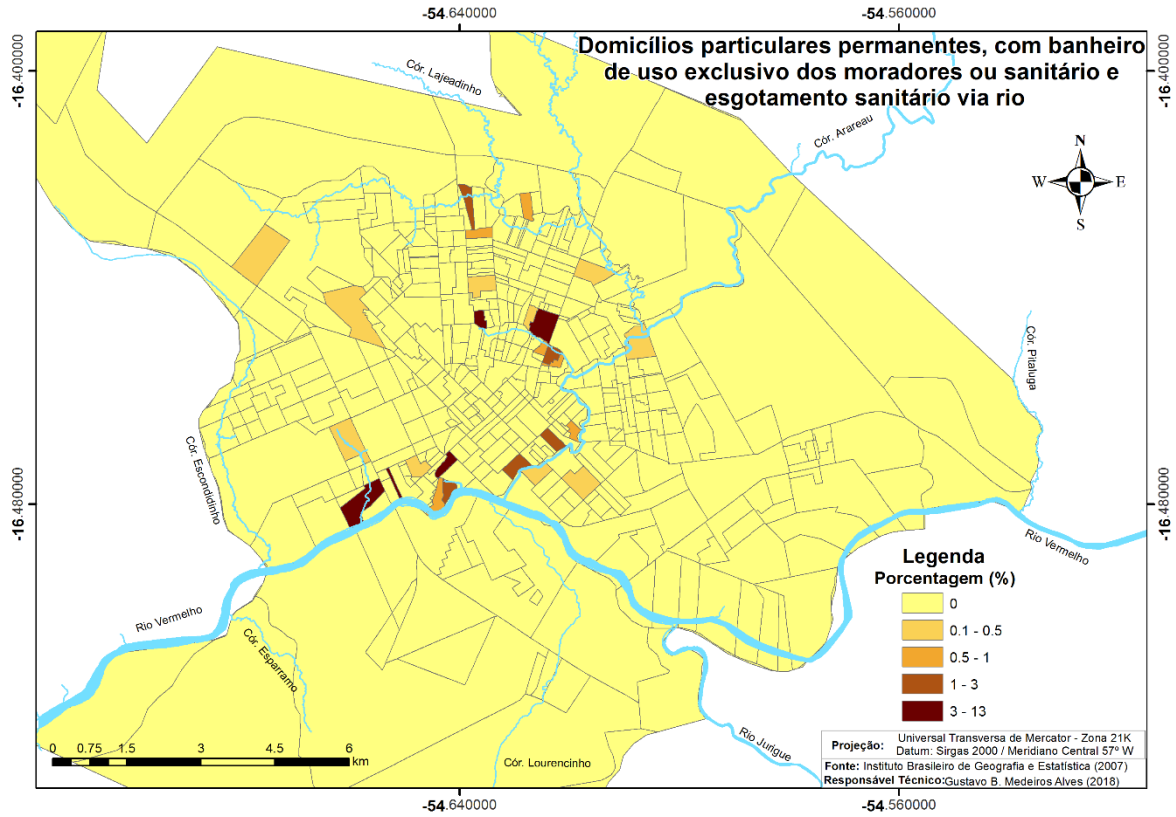 -54.640000
-54.560000
Domicílios particulares permanentes, com banheiro
de uso exclusivo dos moradores ou sanitário e
esgotamento sanitário via rio
-16.400000
-16.400000
Cór. Lajeadinho
Cór. Arareau
N
W
E
S
Cór. Pitaluga
Cór. Escondidinho
-16.480000
-16.480000
Rio Vermelho
Rio Vermelho
Cór. Esparramo
Legenda
Porcentagem (%)
0
0.1 - 0.5
0.5 - 1
1 - 3
3 - 13
Rio Jurigue
Cór. Lourencinho
0 0.75 1.5 3 4.5 6
km
Projeção: Universal Transversa de Mercator - Zona 21K
Datum: Sirgas 2000 / Meridiano Central 57º W
Fonte: Instituto Brasileiro de Geografia e Estatística (2007)
Responsável Técnico:Gustavo B. Medeiros Alves (2018)
-54.640000
-54.560000